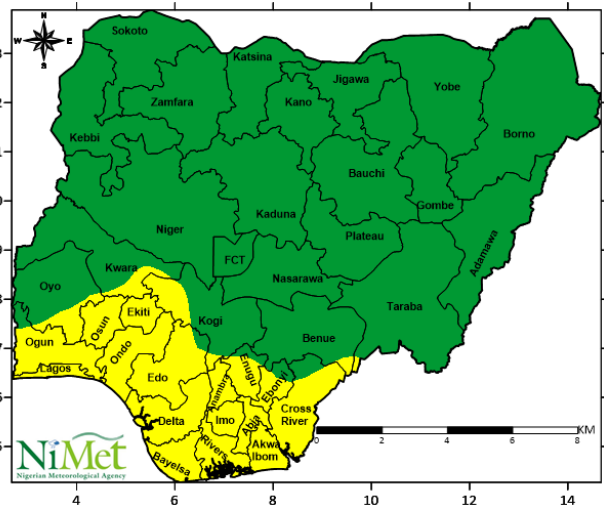 N
W E
S
Sokoto
Katsina
Jigawa
Yobe
Zamfara
Kano
Borno
Kebbi
Bauchi
Gombe
Kaduna
Niger
Plateau
Adamawa
FCT
Kwara
Nasarawa
Oyo
Taraba
Kogi
Ekiti
Osun
Benue
Ogun
Ondo
Enugu
Lagos
Edo
Anambra
Ebonyi
Cross
River
Delta
Imo
Abia
Rivers
Akwa
Ibom
Bayelsa
KM
0 2 4 6 8
NiMet
Nigerian Meteorological Agency
4 6 8 10 12 14